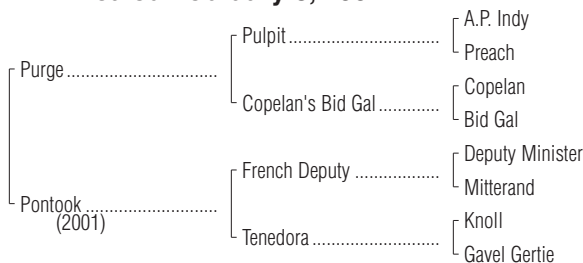 A.P. Indy
Pulpit
Preach
Purge
Copelan
Copelan's Bid Gal
Bid Gal
Deputy Minister
French Deputy
Mitterand
Pontook
(2001)
Knoll
Tenedora
Gavel Gertie